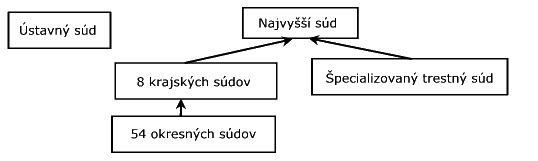 Ústavný súd
Najvyšší súd
8 krajských súdov
Špecializovaný trestný súd
54 okresných súdov